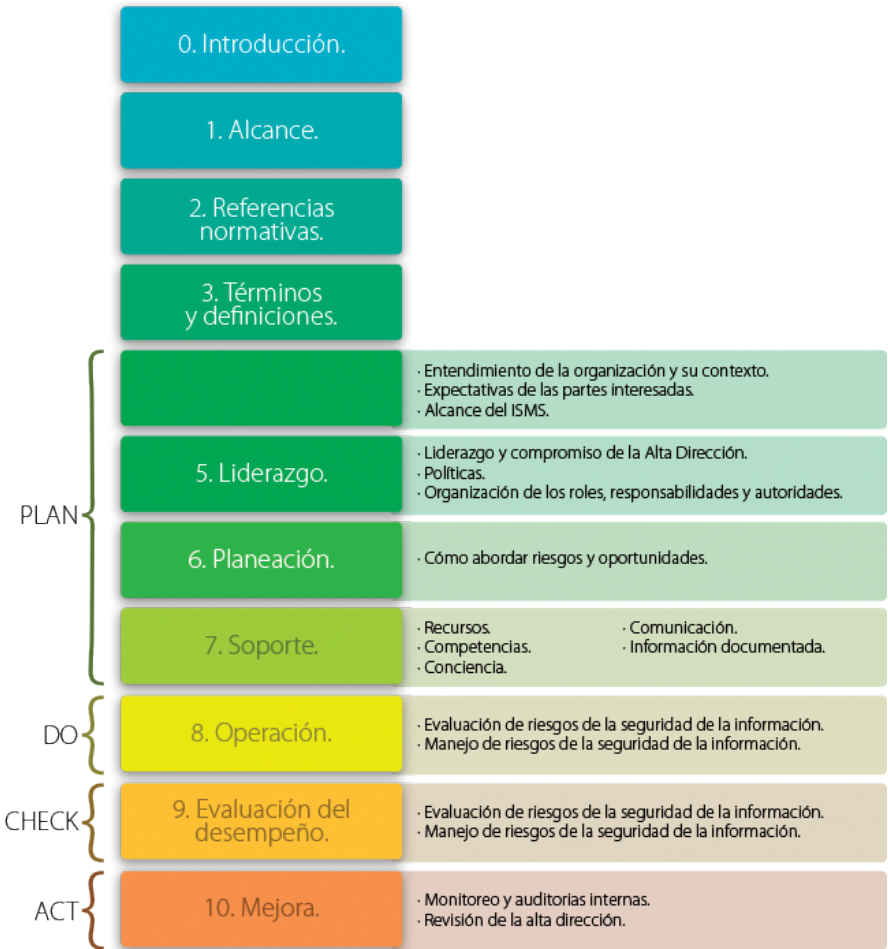 0. Introducción.
1. Alcance.
2. Referencias
normativas.
3. Términos
y definiciones.
PLAN
· Entendimiento de la organización y su contexto.
· Expectativas de las partes interesadas.
· Alcance del ISMS.
5. Liderazgo.
· Liderazgo y compromiso de la Alta Dirección.
· Políticas.
· Organización de los roles, responsabilidades y autoridades.
6. Planeación.
· Cómo abordar riesgos y oportunidades.
7. Soporte.
· Recursos.
· Competencias.
· Conciencia.
· Comunicación.
· Información documentada.
DO
8. Operación.
· Evaluación de riesgos de la seguridad de la información.
· Manejo de riesgos de la seguridad de la información.
CHECK
9. Evaluación del
desempeño.
· Evaluación de riesgos de la seguridad de la información.
· Manejo de riesgos de la seguridad de la información.
ACT
10. Mejora.
· Monitoreo y auditorias internas.
· Revisión de la alta dirección.